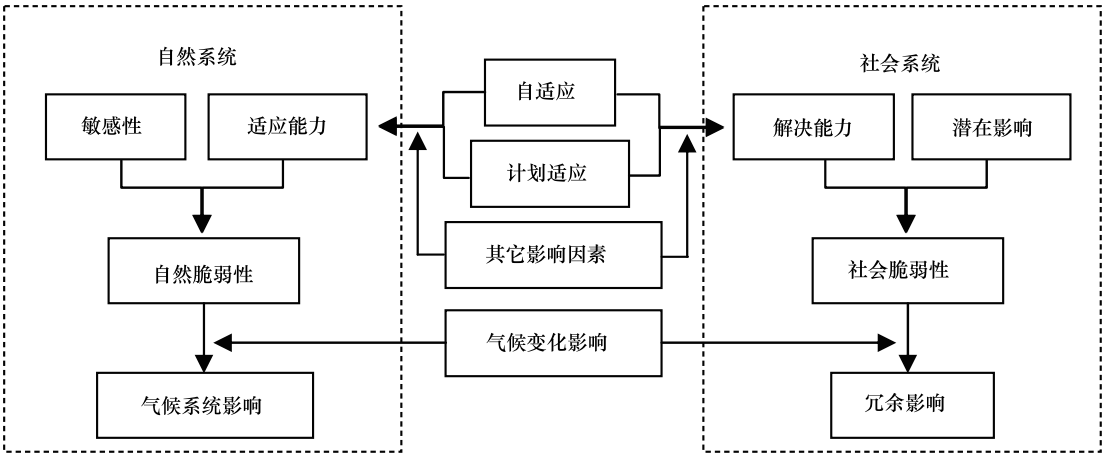 自然系统
社会系统
敏感性
适应能力
自适应
计划适应
解决能力
潜在影响
其它影响因素
自然脆弱性
社会脆弱性
气候变化影响
气候系统影响
冗余影响